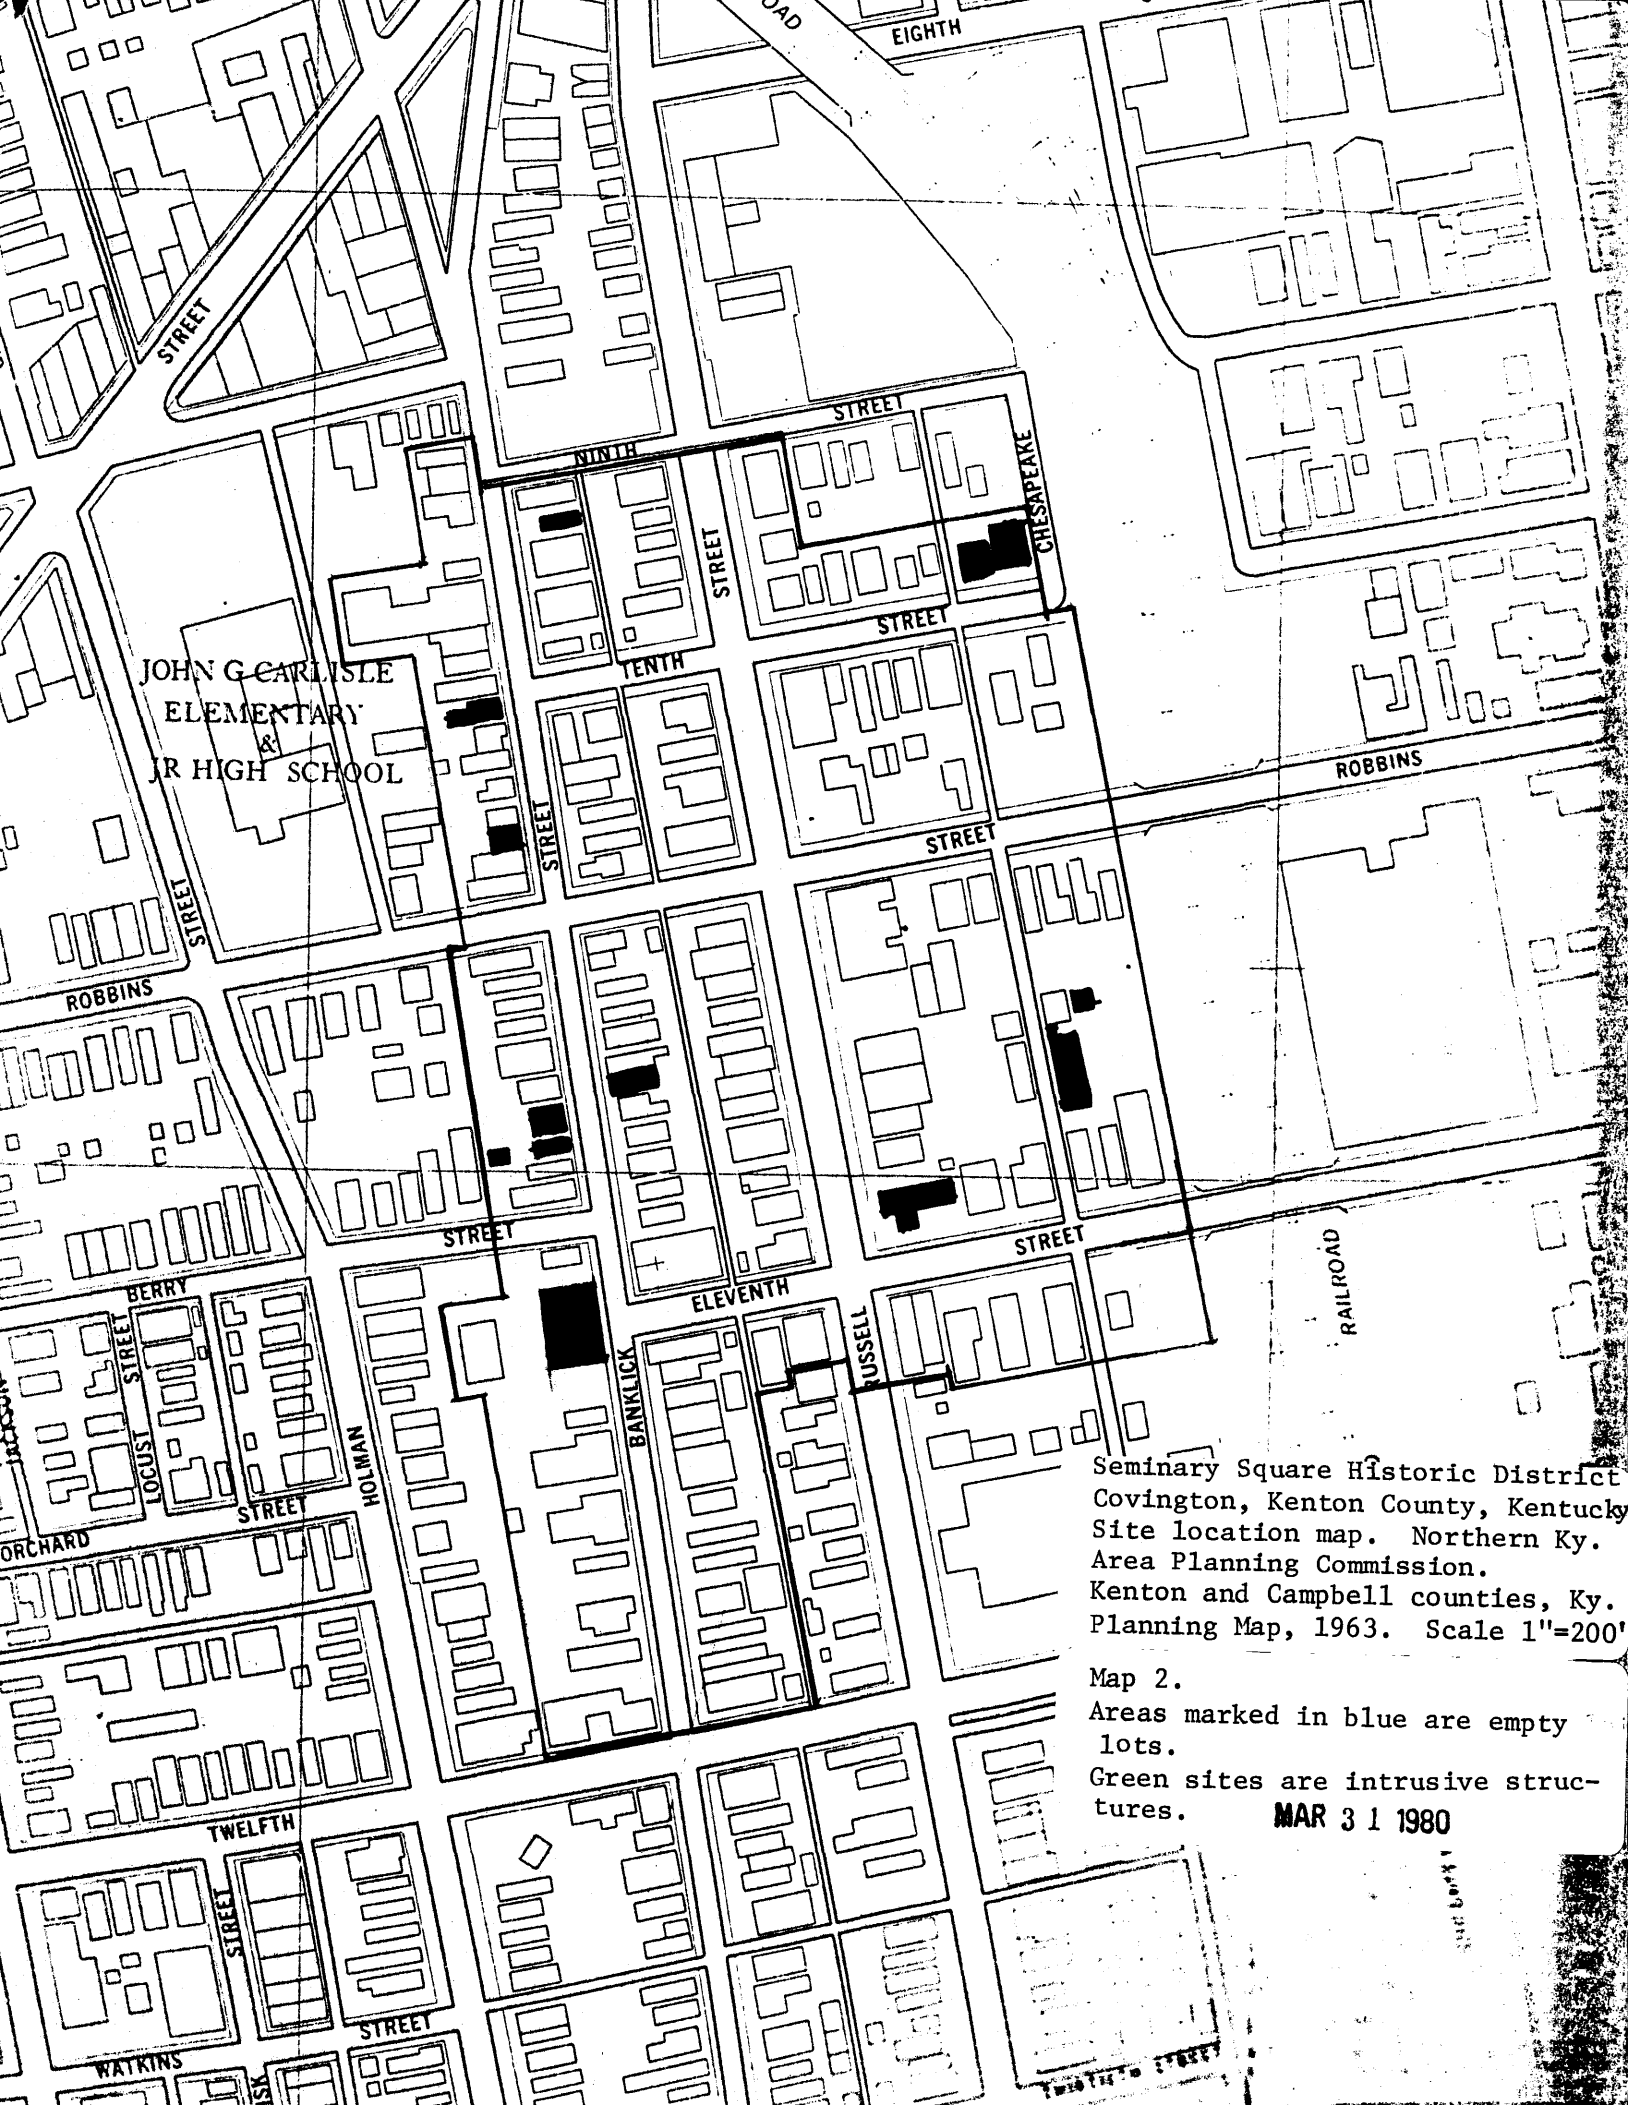 OAD
EIGHTH
STREET
STREET
NINTH
CHESAPEAKE
STREET
STREET
TENTH
JOHN G CARLISLE
ELEMENTARY
&
JR HIGH SCHOOL
ROBBINS
STREET
STREET
STREET
ROBBINS
STREET
STREET
ELEVENTH
BERRY
STREET
RUSSELL
RAILROAD
BANKLICK
LOCUST
HOLMAN
JACKSON
STREET
ORCHARD
Seminary Square Historic District
Covington, Kenton County, Kentucky
Site location map. Northern Ky.
Area Planning Commission.
Kenton and Campbell counties, Ky.
Planning Map, 1963. Scale 1"=200'
Map 2.
Areas marked in blue are empty
lots.
Green sites are intrusive struc-
tures.
MAR 31 1980
TWELFTH
STREET
STREET
WATKINS